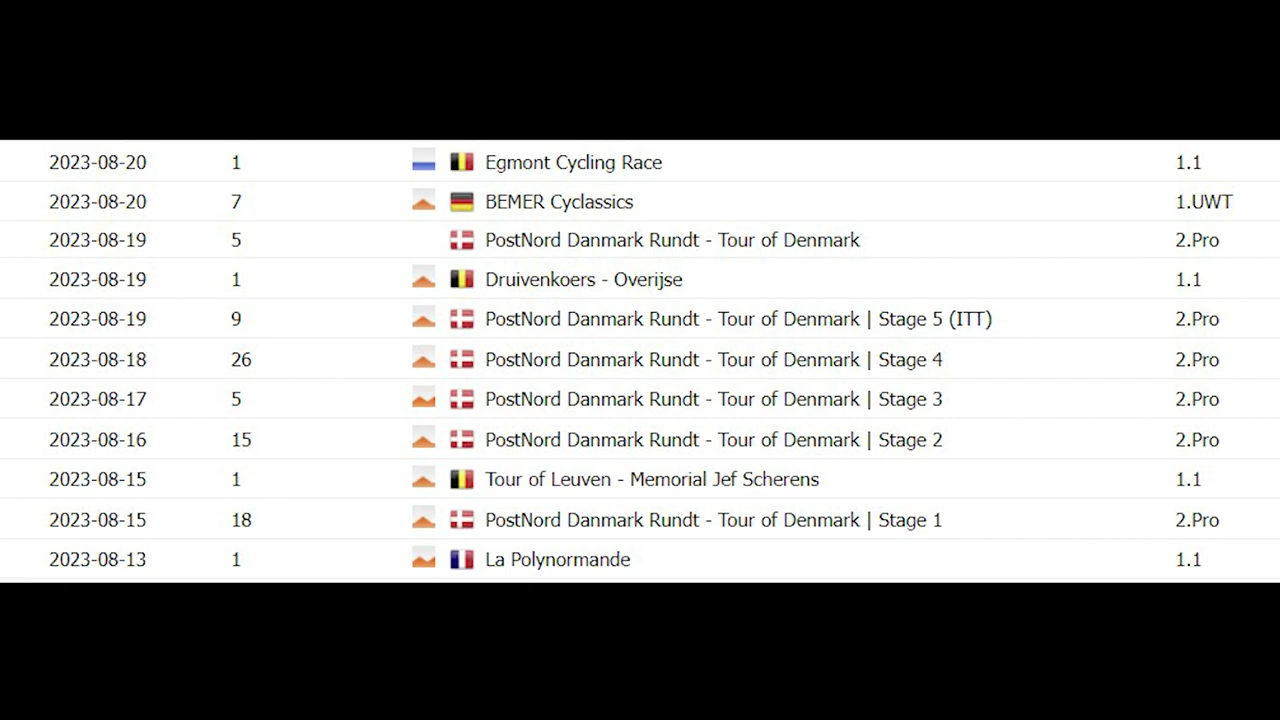 2023-08-20 1 Egmont Cycling Race 1.1
2023-08-20 7 BEMER Cyclassics 1.UWT
2023-08-19 5 PostNord Danmark Rundt - Tour of Denmark 2.Pro
2023-08-19 1 Druivenkoers - Overijse 1.1
2023-08-19 9 PostNord Danmark Rundt - Tour of Denmark | Stage 5 (ITT) 2.Pro
2023-08-18 26 PostNord Danmark Rundt - Tour of Denmark | Stage 4 2.Pro
2023-08-17 5 PostNord Danmark Rundt - Tour of Denmark | Stage 3 2.Pro
2023-08-16 15 PostNord Danmark Rundt - Tour of Denmark | Stage 2 2.Pro
2023-08-15 1 Tour of Leuven - Memorial Jef Scherens 1.1
2023-08-15 18 PostNord Danmark Rundt - Tour of Denmark | Stage 1 2.Pro
2023-08-13 1 La Polynormande 1.1